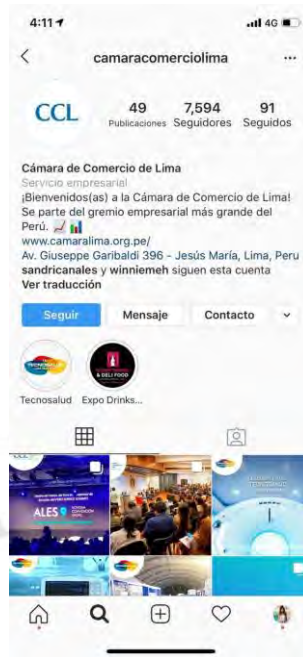 4:11
4G
camaracomerciolima
CCL
49
7,594
91
Publicaciones
Seguidores
Seguidos
Cámara de Comercio de Lima
Servicio empresarial
¡Bienvenidos(as) a la Cámara de Comercio de Lima!
Se parte del gremio empresarial más grande del
Perú.
www.camaralima.org.pe/
Av. Giuseppe Garibaldi 396 - Jesús María, Lima, Peru
sandricanales y winniemeh siguen esta cuenta
Ver traducción
Seguir
Mensaje
Contacto
TECNOSALUD
& DELI FOOD
Tecnosalud
Expo Drinks...
ALES